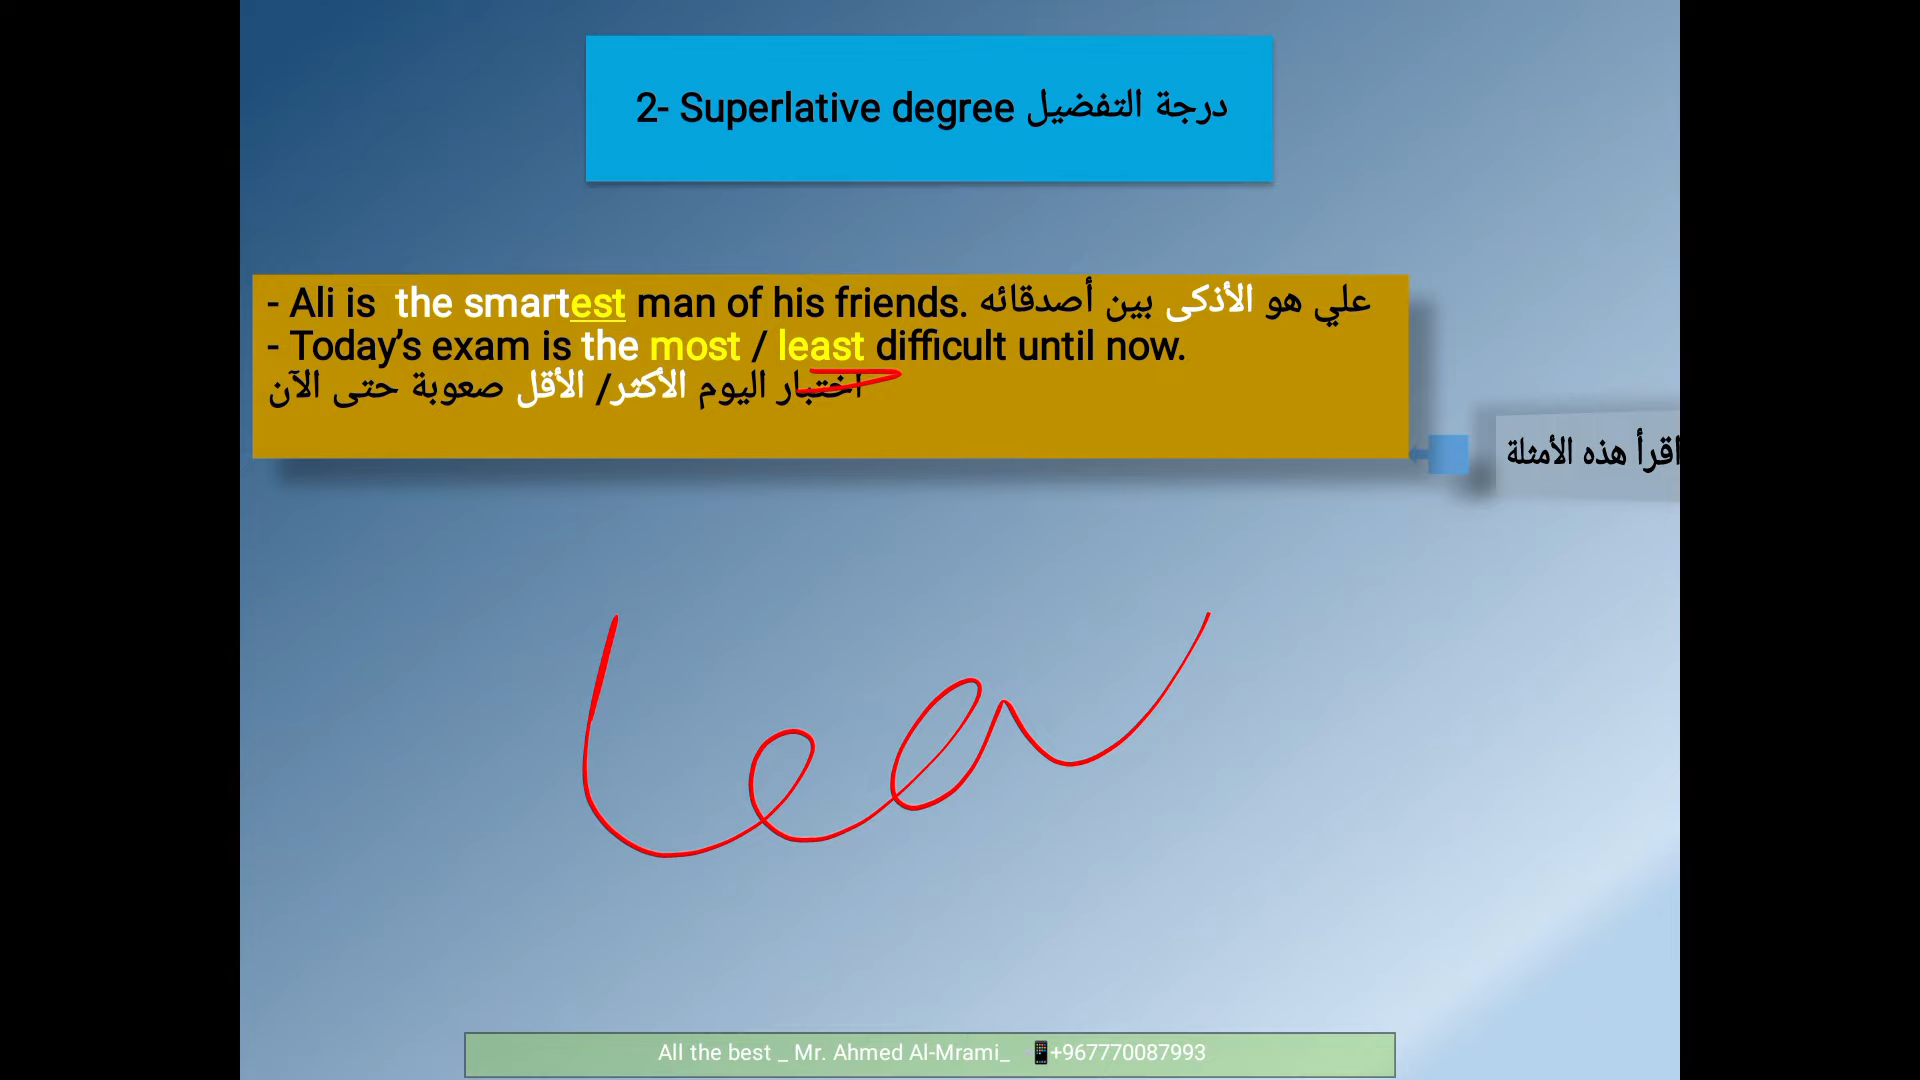 2- Superlative degree درجة التفضيل
- Ali is the smartest man of his friends. علي هو الأذكى بين أصدقائه
- Today’s exam is the most / least difficult until now.
اختبار اليوم الأكثر/ الأقل صعوبة حتى الآن
اقرأ هذه الأمثلة
lea
All the best _ Mr. Ahmed Al-Mrami_ 📱+967770087993